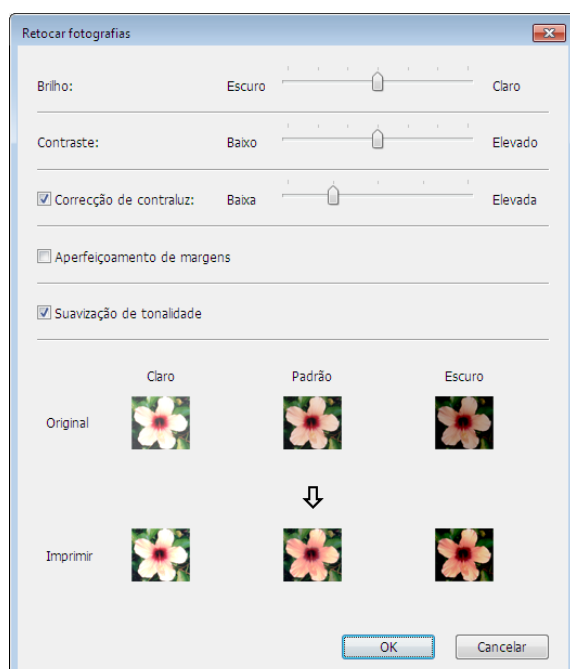 Retocar fotografias
Brilho: Escuro Claro
Contraste: Baixo Elevado
Correcção de contraluz: Baixa Elevada
Aperfeiçoamento de margens
Suavização de tonalidade
Claro Padrão Escuro
Original
Imprimir
OK Cancelar